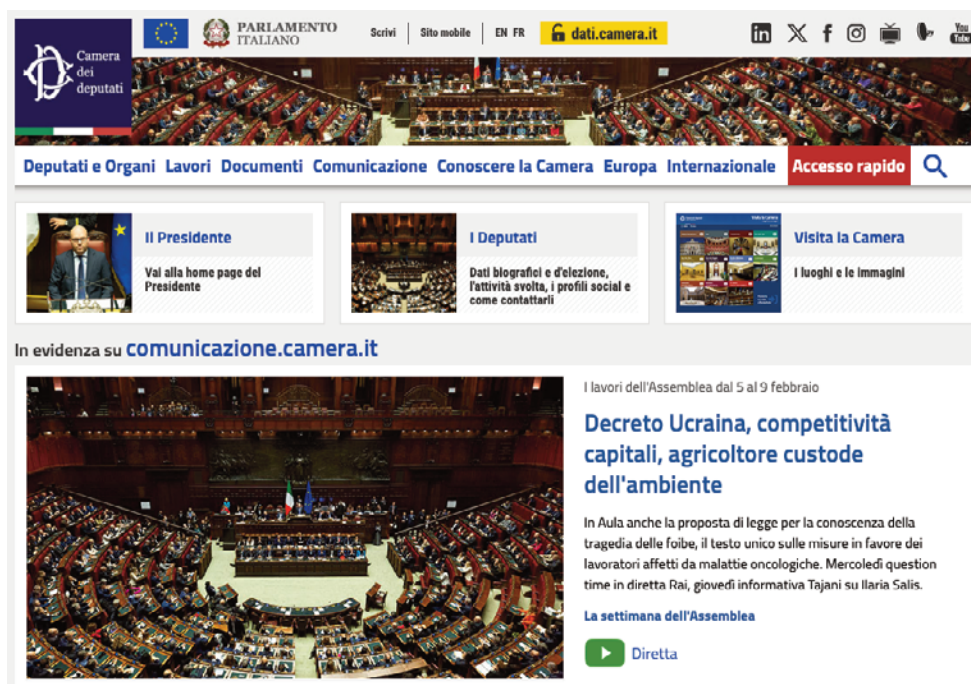 Camera
dei
deputati
PARLAMENTO
ITALIANO
Scrivi
Sito mobile
EN FR
dati.camera.it
in
X
f
You
Tube
Deputati e Organi Lavori Documenti Comunicazione Conoscere la Camera Europa Internazionale Accesso rapido
Il Presidente
Vai alla home page del
Presidente
I Deputati
Dati biografici e d'elezione,
l'attività svolta, i profili social e
come contattarli
Visita la Camera
I luoghi e le immagini
In evidenza su comunicazione.camera.it
I lavori dell'Assemblea dal 5 al 9 febbraio
Decreto Ucraina, competitività
capitali, agricoltore custode
dell'ambiente
In Aula anche la proposta di legge per la conoscenza della
tragedia delle foibe, il testo unico sulle misure in favore dei
lavoratori affetti da malattie oncologiche. Mercoledì question
time in diretta Rai, giovedì informativa Tajani su Ilaria Salis.
La settimana dell'Assemblea
Diretta